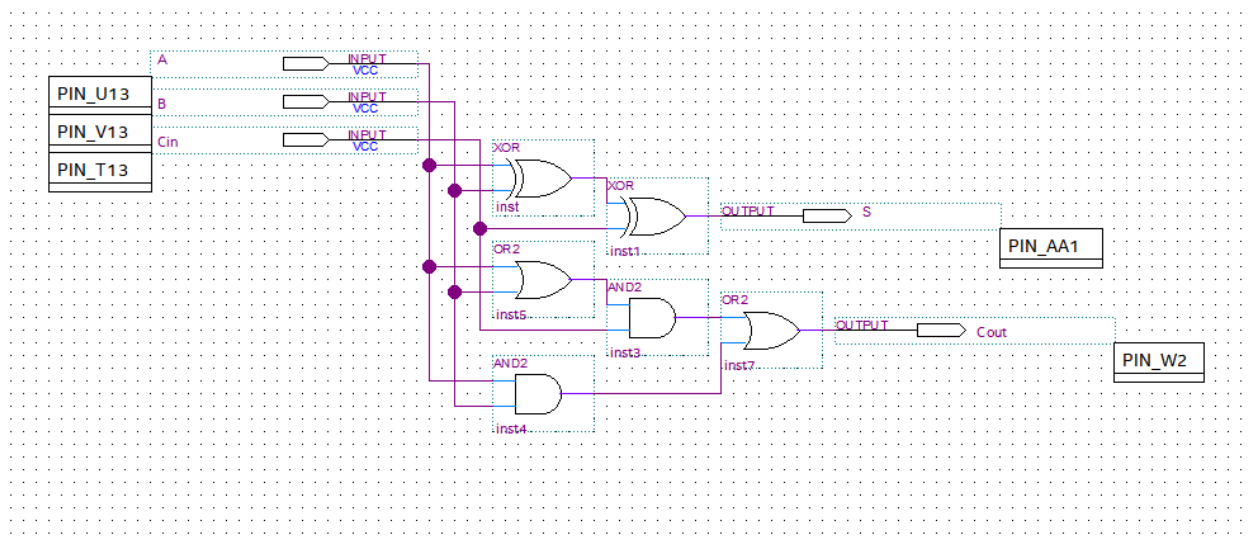 A
INPUT
VCC
PIN_U13
B
INPUT
VCC
PIN_V13
Cin
INPUT
VCC
PIN_T13
XOR
inst
XOR
inst1
OUTPUT
S
PIN_AA1
OR2
inst5
AND2
inst3
OR2
inst7
OUTPUT
Cout
PIN_W2
AND2
inst4